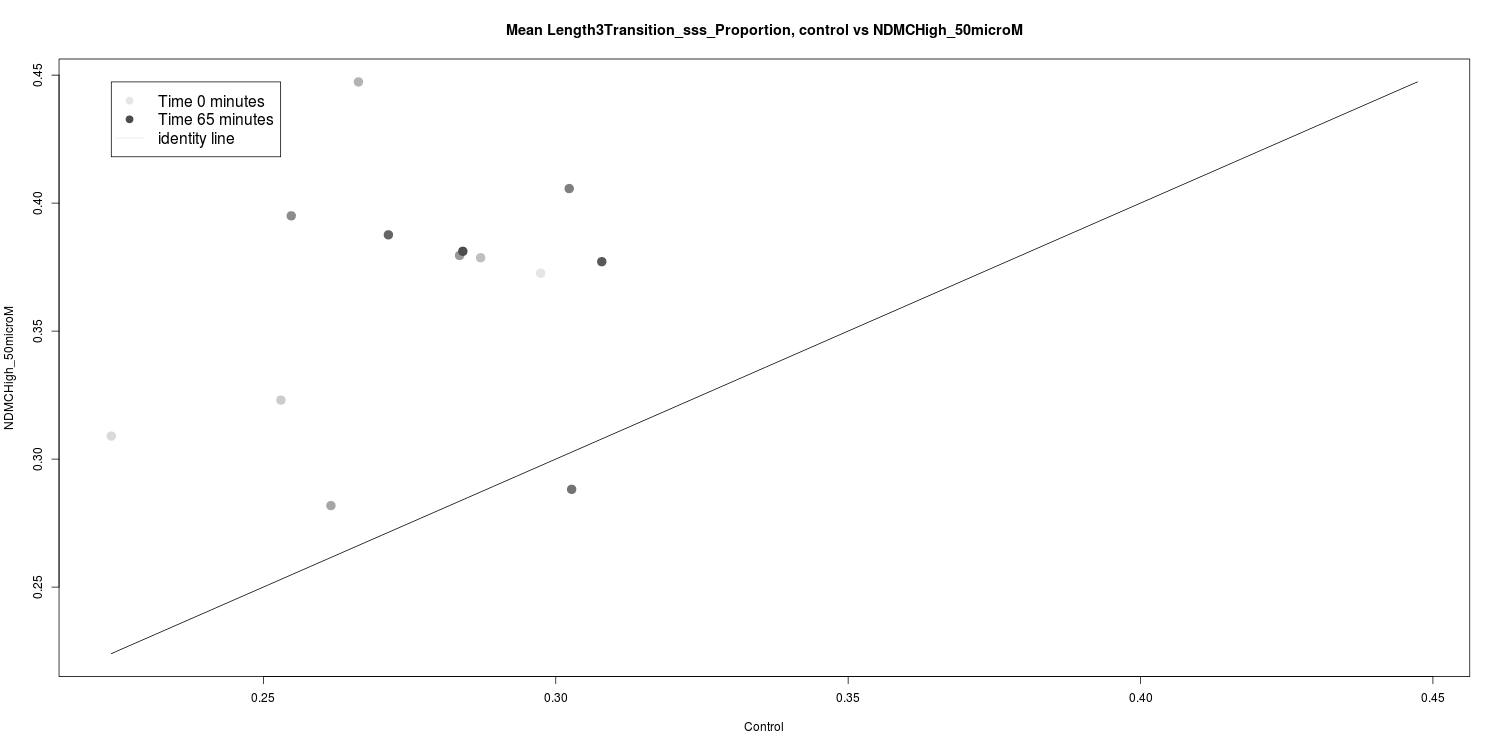 Mean Length3Transition_sss_Proportion, control vs NDMCHigh_50microM
Time 0 minutes
Time 65 minutes
identity line
NDMCHigh_50microM
0.45
0.40
0.35
0.30
0.25
0.25 0.30 0.35 0.40 0.45
Control